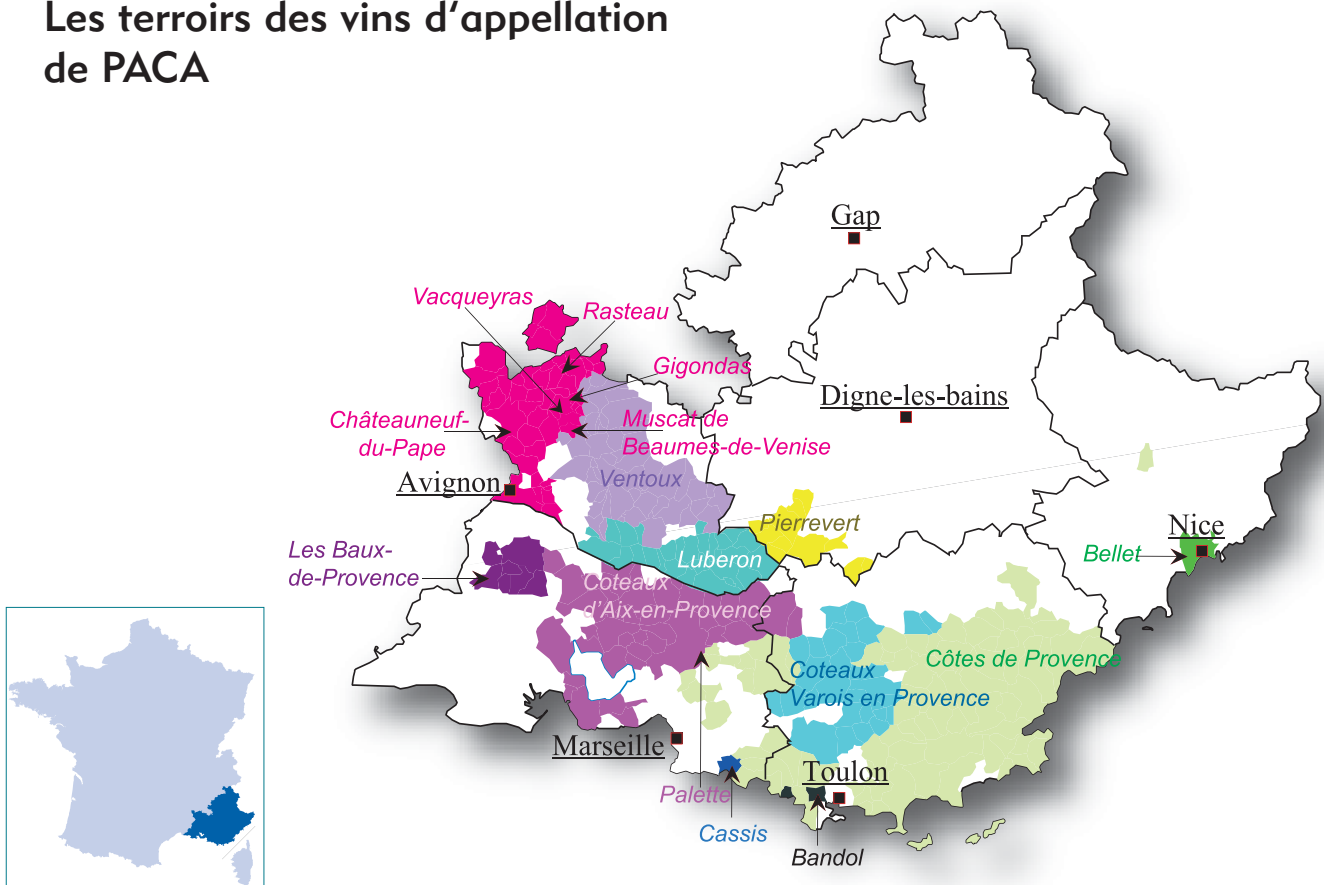 Les terroirs des vins d'appellation
de PACA
Gap
Vacqueyras
Rasteau
Gigondas
Digne-les-bains
Châteauneuf-
du-Pape
Muscat de
Beaumes-de-Venise
Avignon
Ventoux
Pierrevert
Nice
Les Baux-
de-Provence
Luberon
Bellet
Coteaux
d'Aix-en-Provence
Côtes de Provence
Coteaux
Varois en Provence
Marseille
Toulon
Palette
Cassis
Bandol